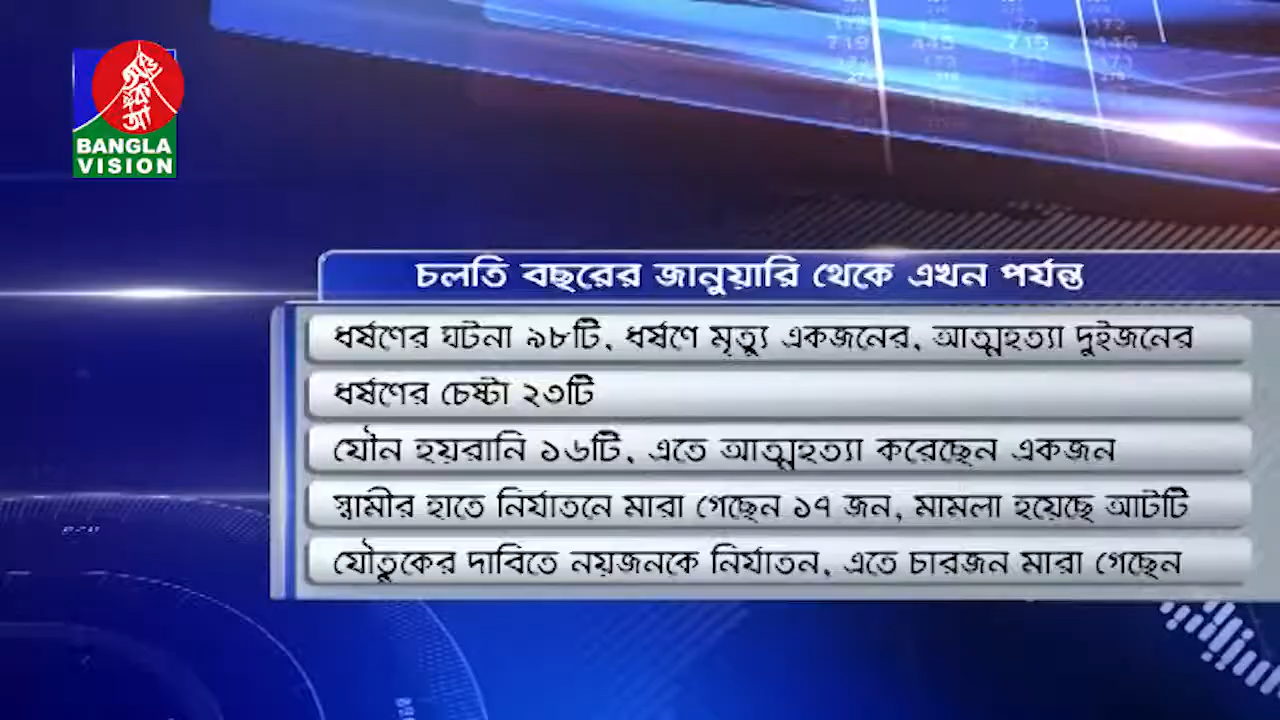 BANGLA
VISION
চলতি বছরের জানুয়ারি থেকে এখন পর্যন্ত
ধর্ষণের ঘটনা ৯৮টি, ধর্ষণে মৃত্যু একজনের, আত্মহত্যা দুইজনের
ধর্ষণের চেষ্টা ২৩টি
যৌন হয়রানি ১৬টি, এতে আত্মহত্যা করেছেন একজন
স্বামীর হাতে নির্যাতনে মারা গেছেন ১৭ জন, মামলা হয়েছে আটটি
যৌতুকের দাবিতে নয়জনকে নির্যাতন, এতে চারজন মারা গেছেন